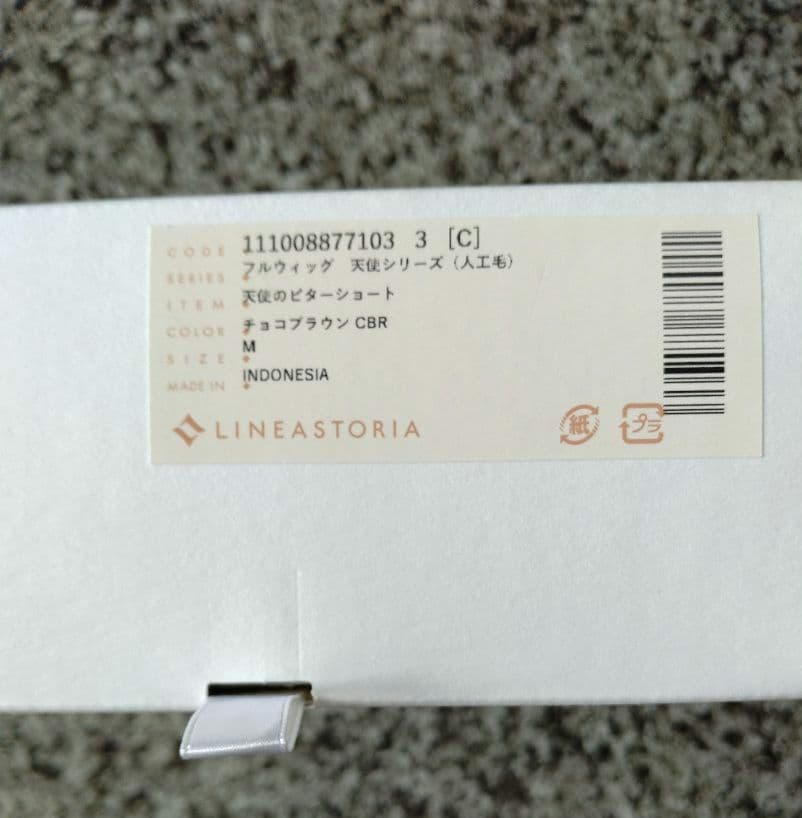 CODE 111008877103 3 [C]
SERIES フルウィッグ 天使シリーズ（人工毛）
ITEM 天使のビターショート
COLOR チョコブラウン CBR
SIZE M
MADE IN INDONESIA
LINEASTORIA 紙 プラ